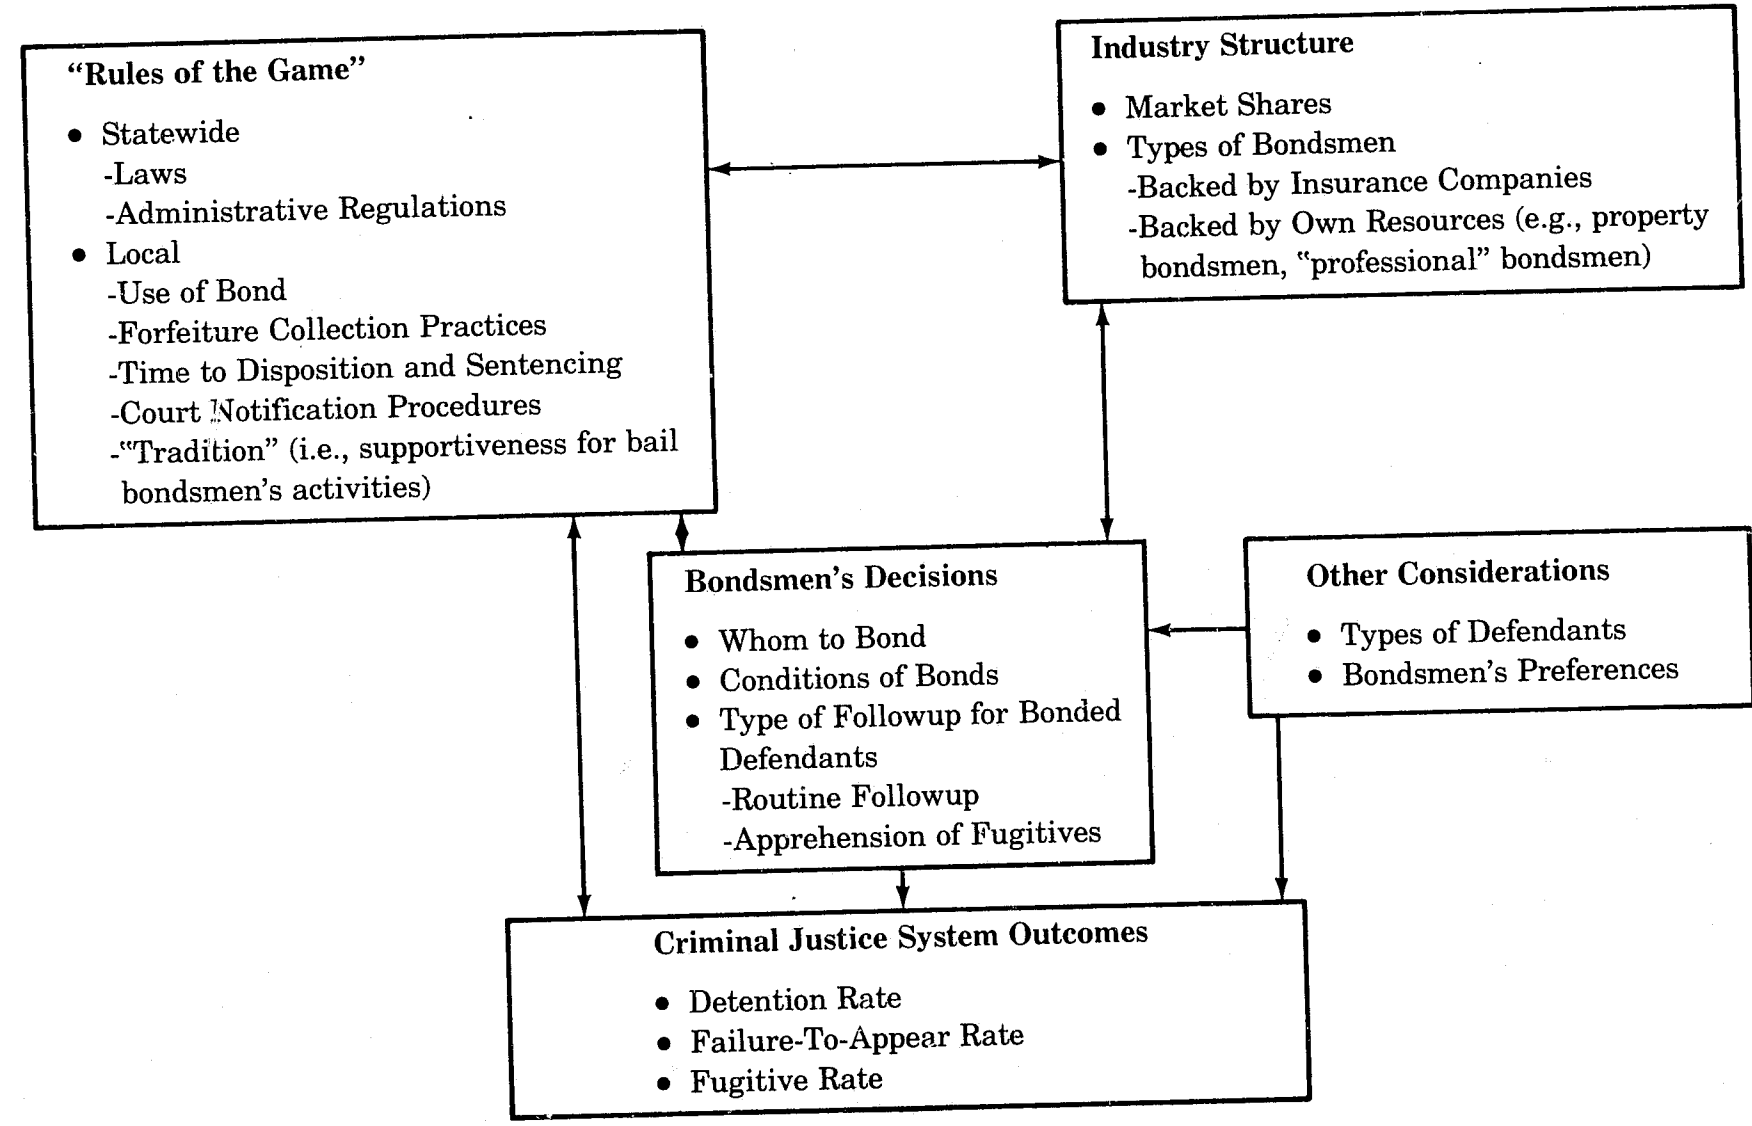 “Rules of the Game”
● Statewide
-Laws
-Administrative Regulations
● Local
-Use of Bond
-Forfeiture Collection Practices
-Time to Disposition and Sentencing
-Court Notification Procedures
-“Tradition” (i.e., supportiveness for bail
bondsmen’s activities)
Industry Structure
● Market Shares
● Types of Bondsmen
-Backed by Insurance Companies
-Backed by Own Resources (e.g., property
bondsmen, “professional” bondsmen)
Bondsmen’s Decisions
● Whom to Bond
● Conditions of Bonds
● Type of Followup for Bonded
Defendants
-Routine Followup
-Apprehension of Fugitives
Other Considerations
● Types of Defendants
● Bondsmen’s Preferences
Criminal Justice System Outcomes
● Detention Rate
● Failure-To-Appear Rate
● Fugitive Rate